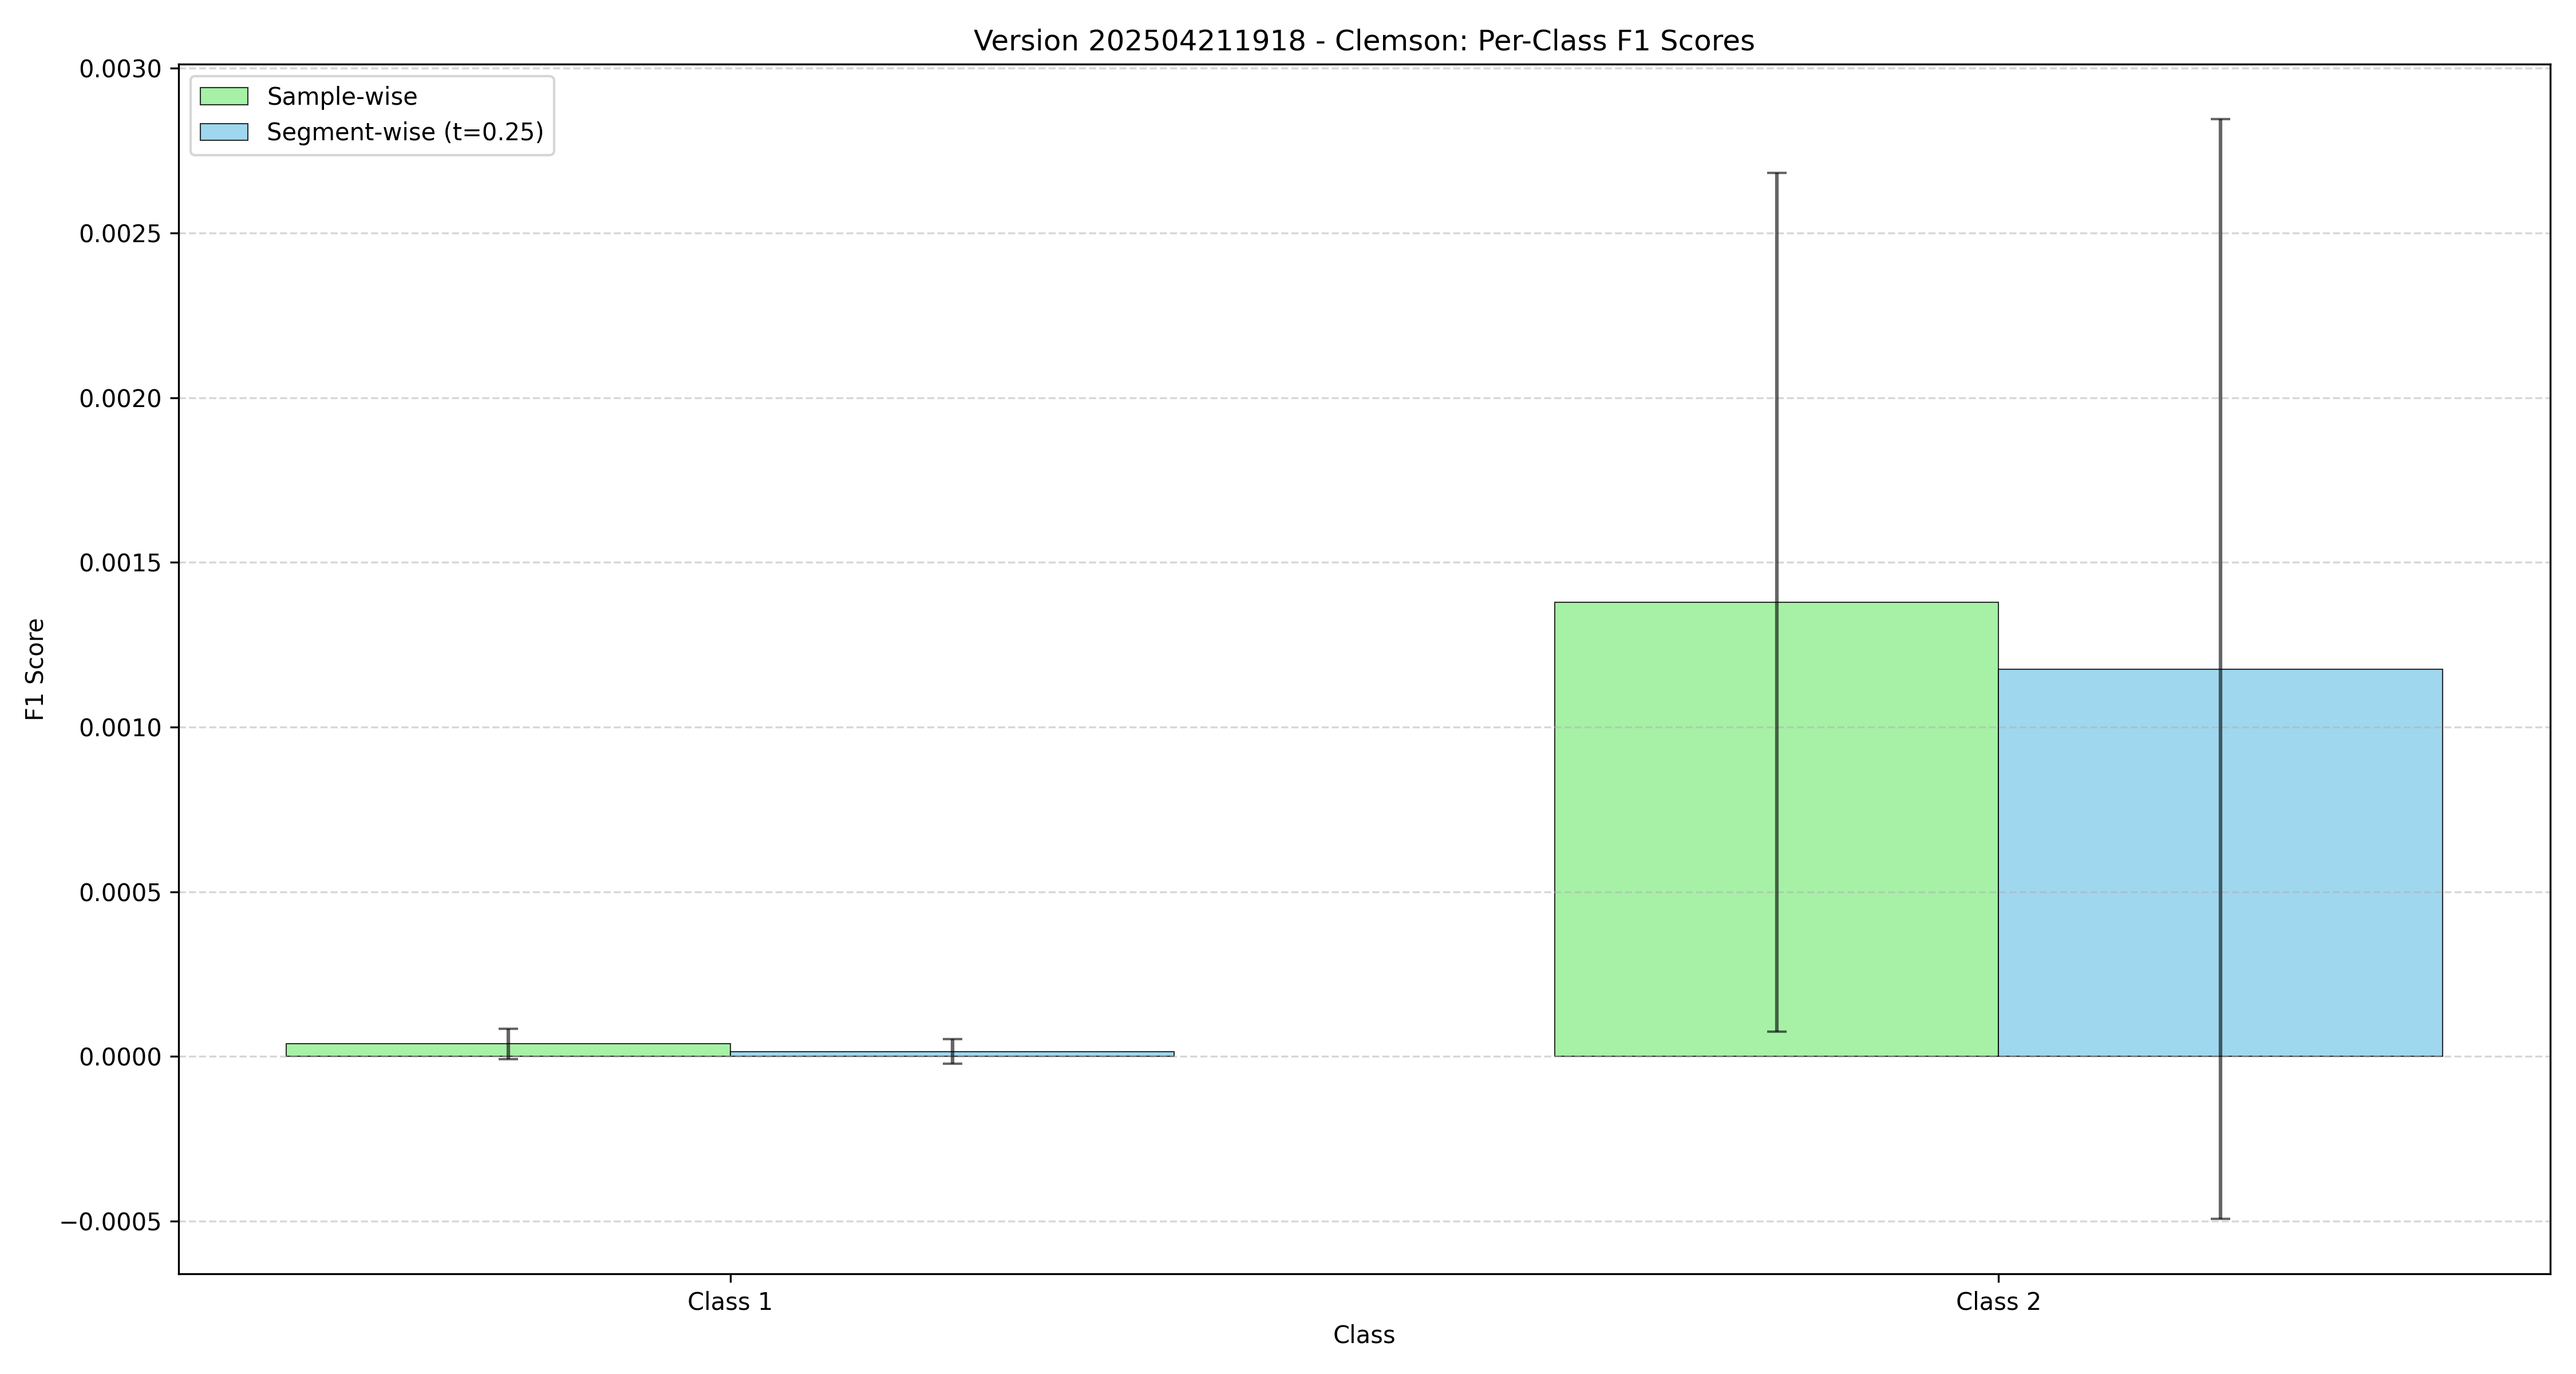 Version 202504211918 - Clemson: Per-Class F1 Scores
Sample-wise
Segment-wise (t=0.25)
F1 Score
0.0030
0.0025
0.0020
0.0015
0.0010
0.0005
0.0000
−0.0005
Class 1
Class 2
Class